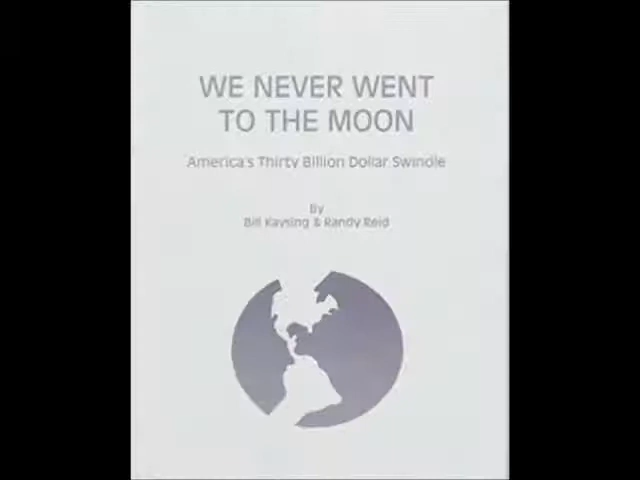 WE NEVER WENT
TO THE MOON
America's Thirty Billion Dollar Swindle
By
Bill Kaysing & Randy Reid